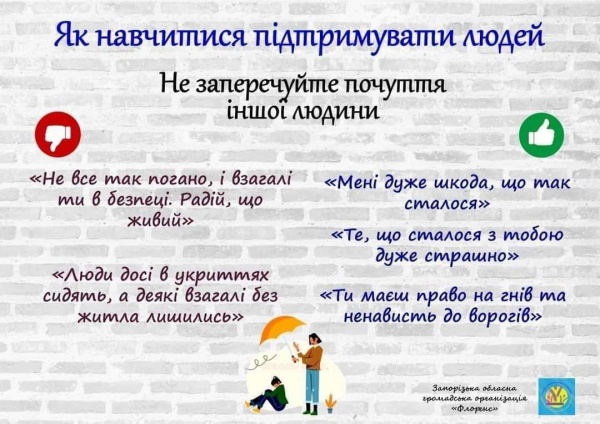 Як навчитися підтримувати людей
Не заперечуйте почуття
іншої людини
«Не все так погано, і взагалі
ти в безпеці. Радій, що
живий»
«Люди досі в укриттях
сидять, а деякі взагалі без
житла лишились»
«Мені дуже шкода, що так
сталося»
«Те, що сталося з тобою
дуже страшно»
«Ти маєш право на гнів та
ненависть до ворогів»
Запорізька обласна
громадська організація
«Флоренс»